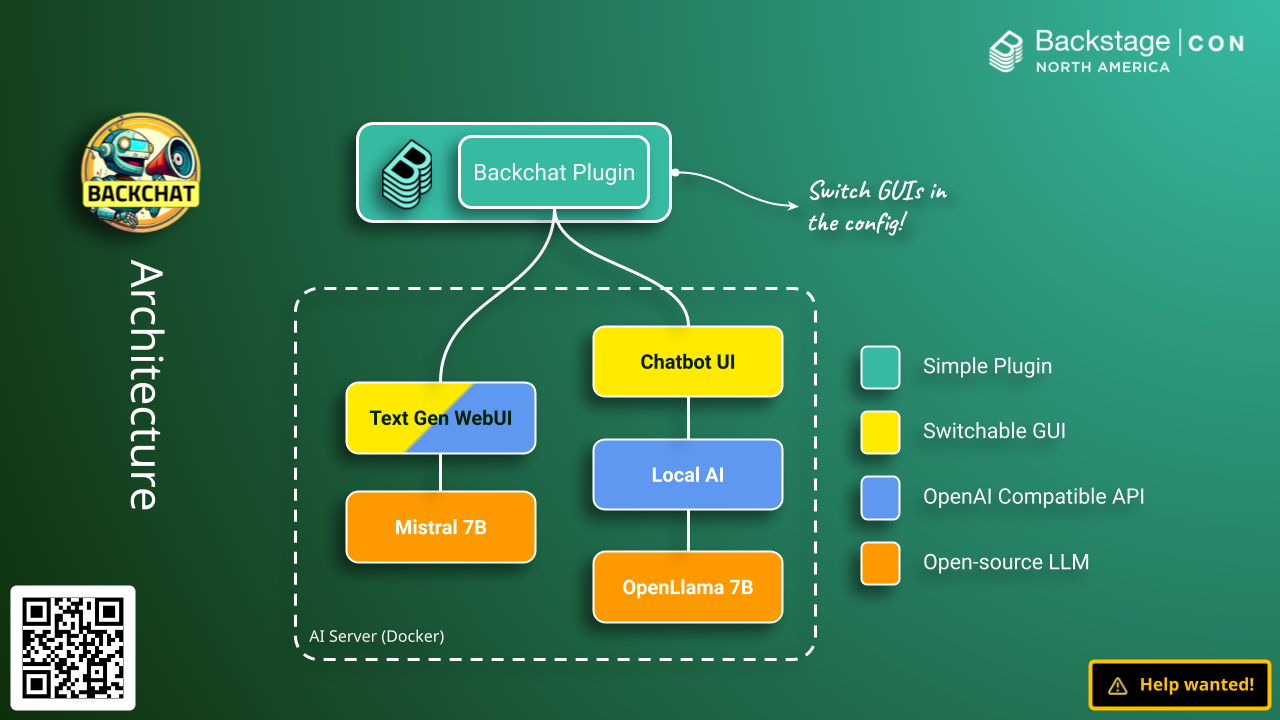 Backstage CON
NORTH AMERICA
BACKCHAT
Architecture
Backchat Plugin
Switch GUIs in
the config!
Text Gen WebUI
Mistral 7B
Chatbot UI
Local AI
OpenLlama 7B
AI Server (Docker)
Simple Plugin
Switchable GUI
OpenAI Compatible API
Open-source LLM
Help wanted!